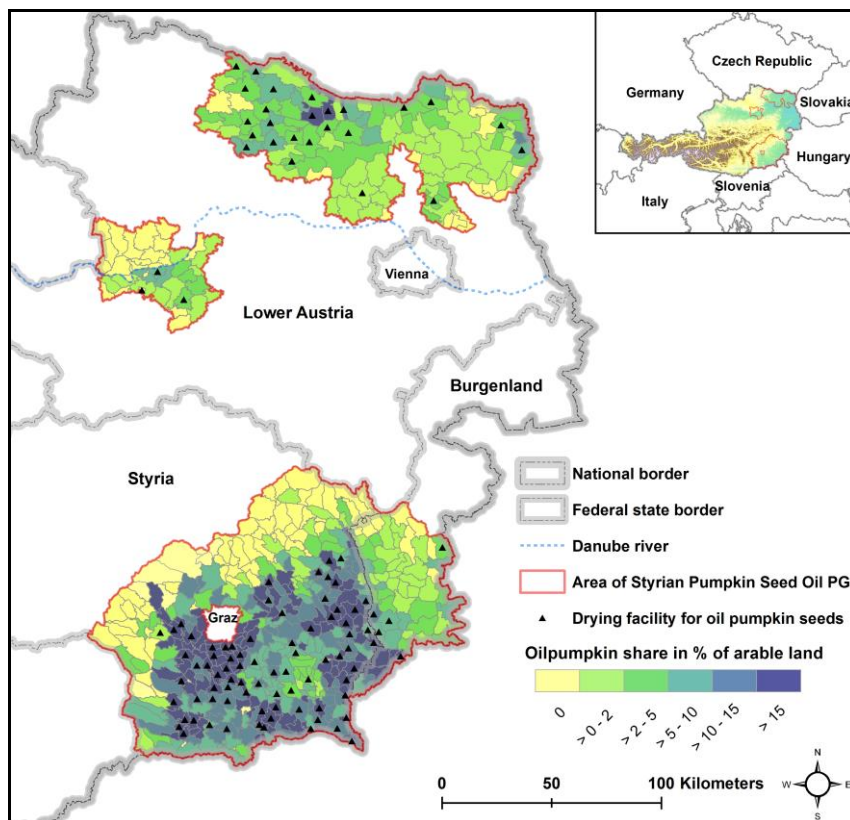 Czech Republic
Germany
Slovakia
Hungary
Slovenia
Italy
Vienna
Lower Austria
Burgenland
Styria
Graz
National border
Federal state border
Danube river
Area of Styrian Pumpkin Seed Oil PG
Drying facility for oil pumpkin seeds
Oilpumpkin share in % of arable land
0
> 0 - 2
> 2 - 5
> 5 - 10
> 10 - 15
> 15
N
W E
S
0 50 100 Kilometers